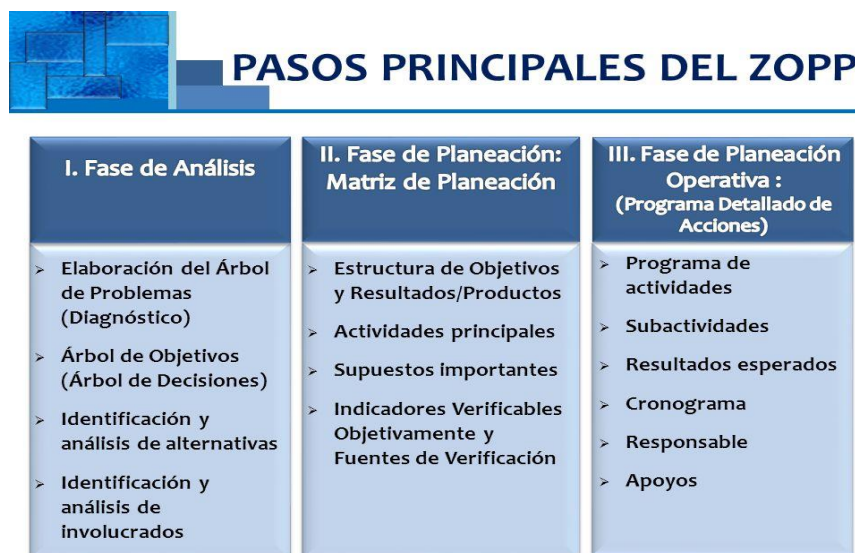 PASOS PRINCIPALES DEL ZOPP
I. Fase de Análisis
➢ Elaboración del Árbol
de Problemas
(Diagnóstico)
➢ Árbol de Objetivos
(Árbol de Decisiones)
➢ Identificación y
análisis de alternativas
➢ Identificación y
análisis de
involucrados
II. Fase de Planeación:
Matriz de Planeación
➢ Estructura de Objetivos
y Resultados/Productos
➢ Actividades principales
➢ Supuestos importantes
➢ Indicadores Verificables
Objetivamente y
Fuentes de Verificación
III. Fase de Planeación
Operativa :
(Programa Detallado de
Acciones)
➢ Programa de
actividades
➢ Subactividades
➢ Resultados esperados
➢ Cronograma
➢ Responsable
➢ Apoyos